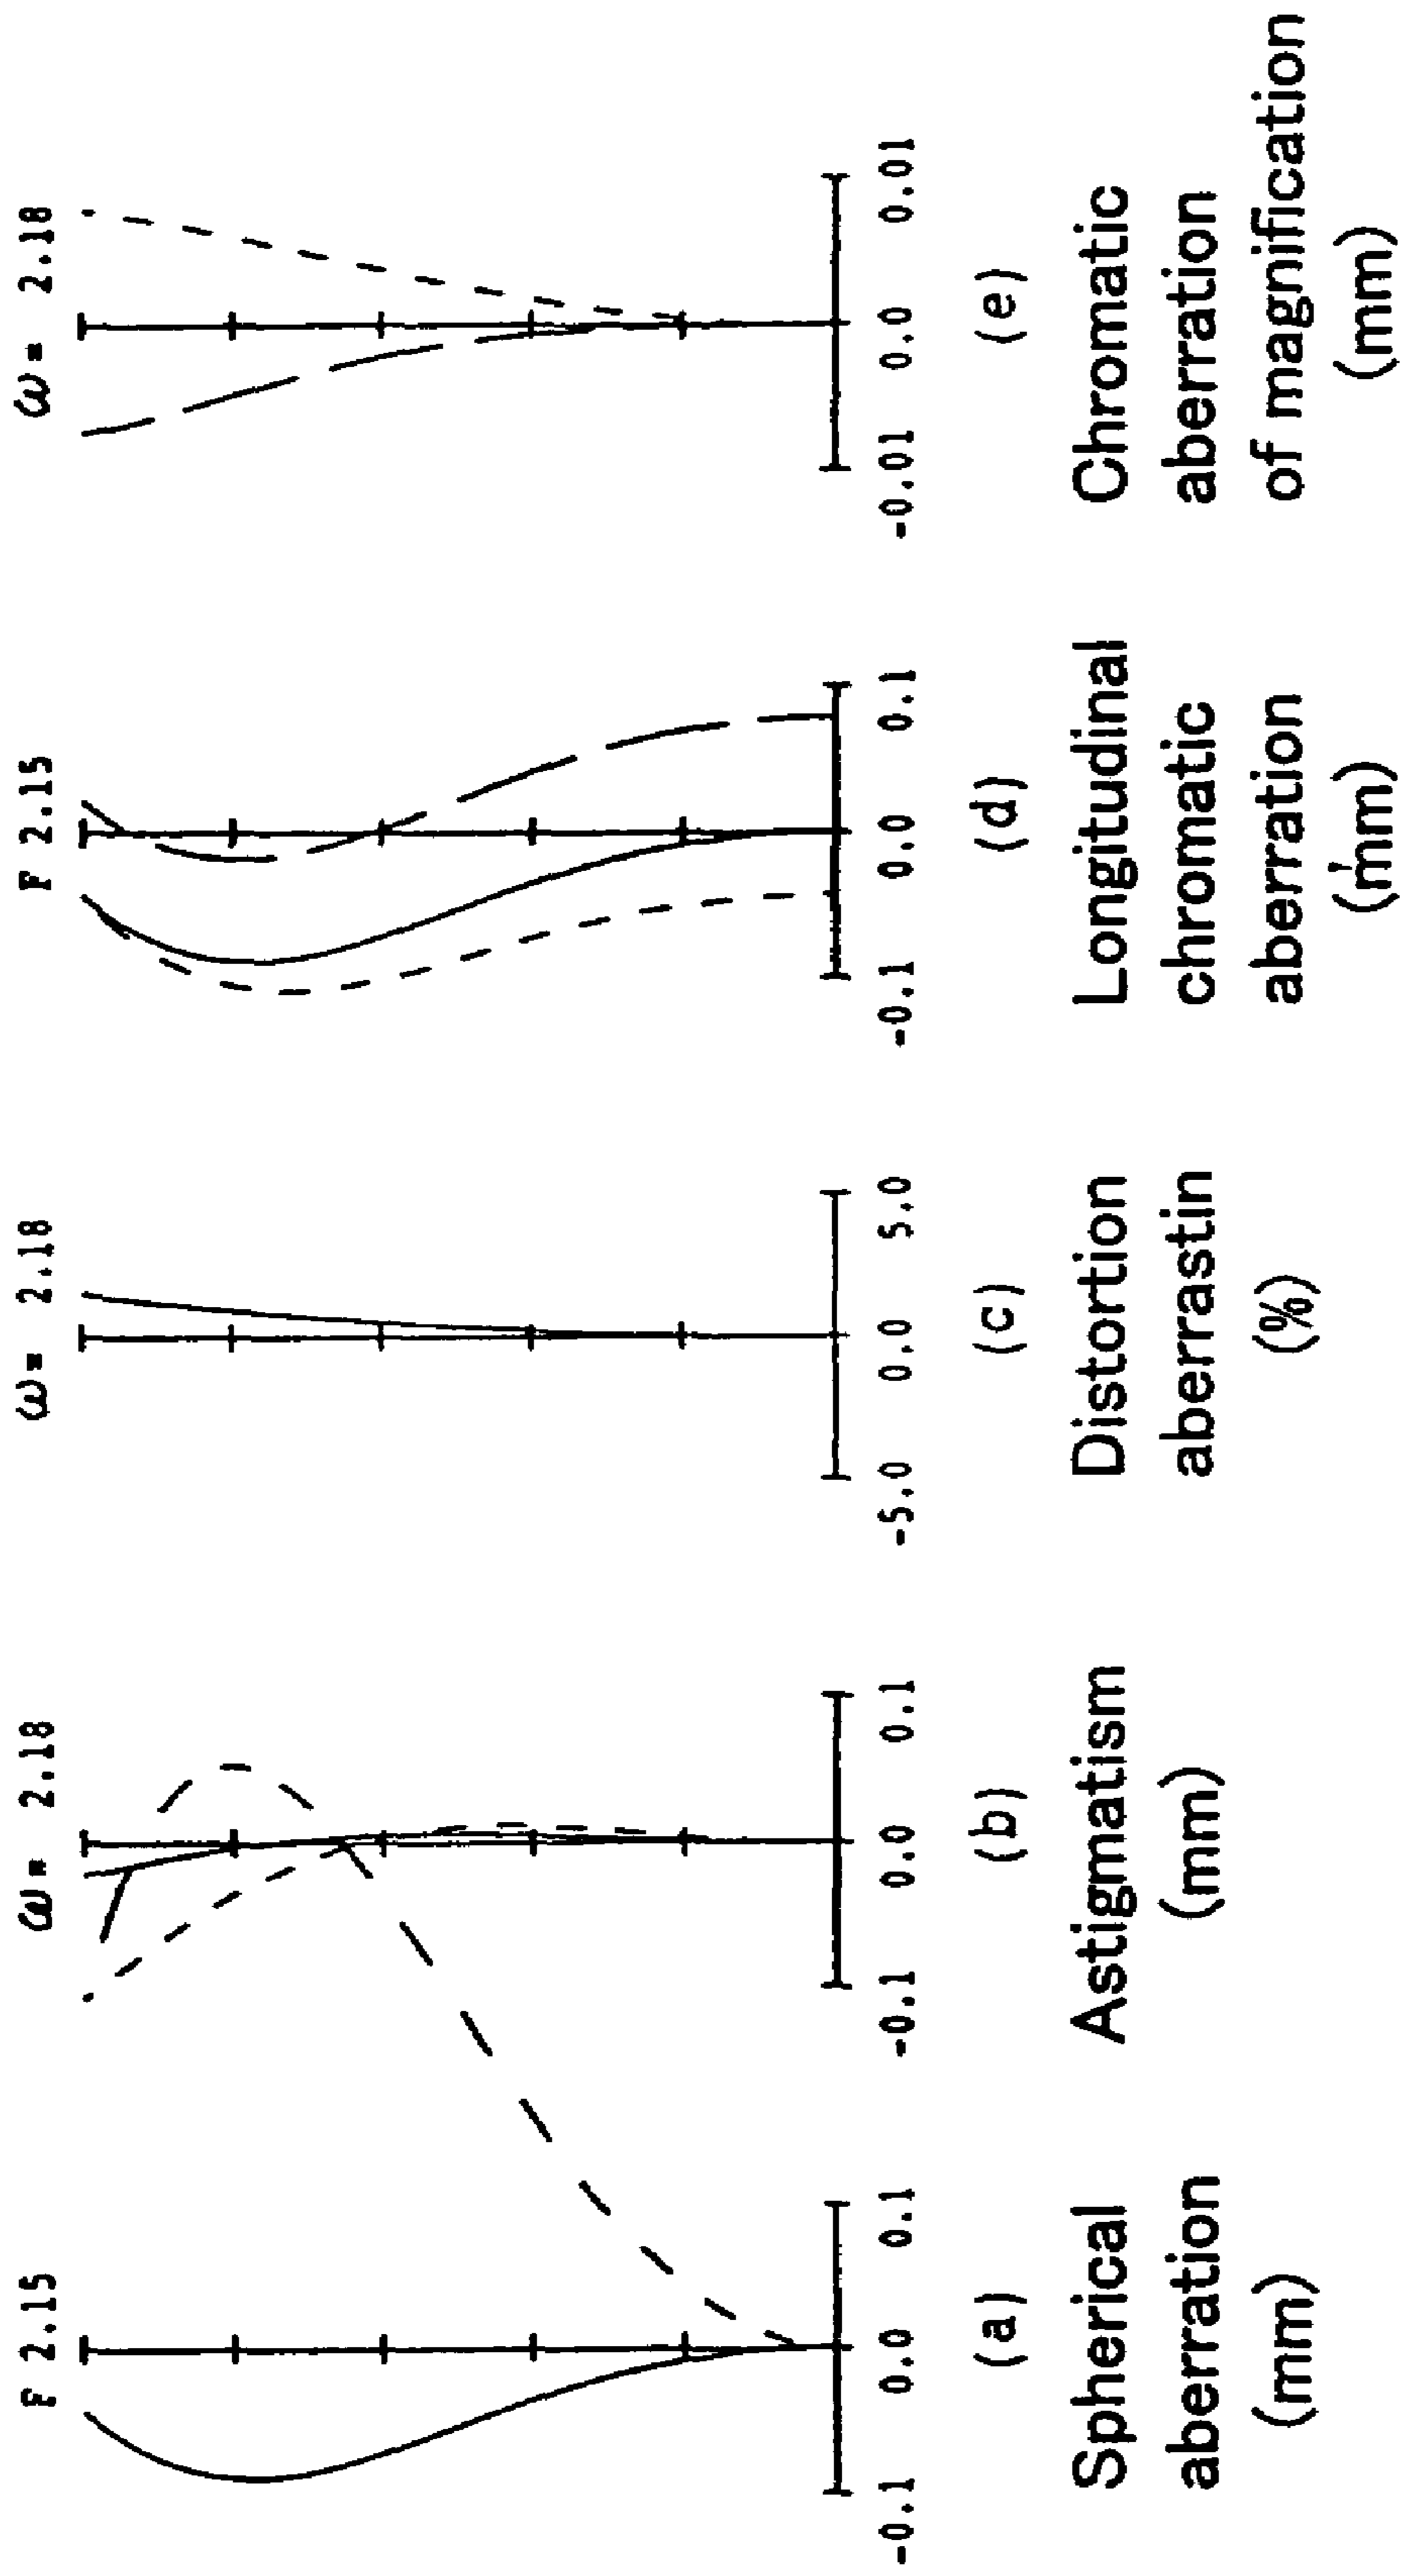 F 2.15
-0.1 0.0 0.1
(a)
Spherical
aberration
(mm)
ω= 2.18
-0.1 0.0 0.1
(b)
Astigmatism
(mm)
ω= 2.18
-5.0 0.0 5.0
(c)
Distortion
aberrastin
(%)
F 2.15
-0.1 0.0 0.1
(d)
Longitudinal
chromatic
aberration
(mm)
ω= 2.18
-0.01 0.0 0.01
(e)
Chromatic
aberration
of magnification
(mm)